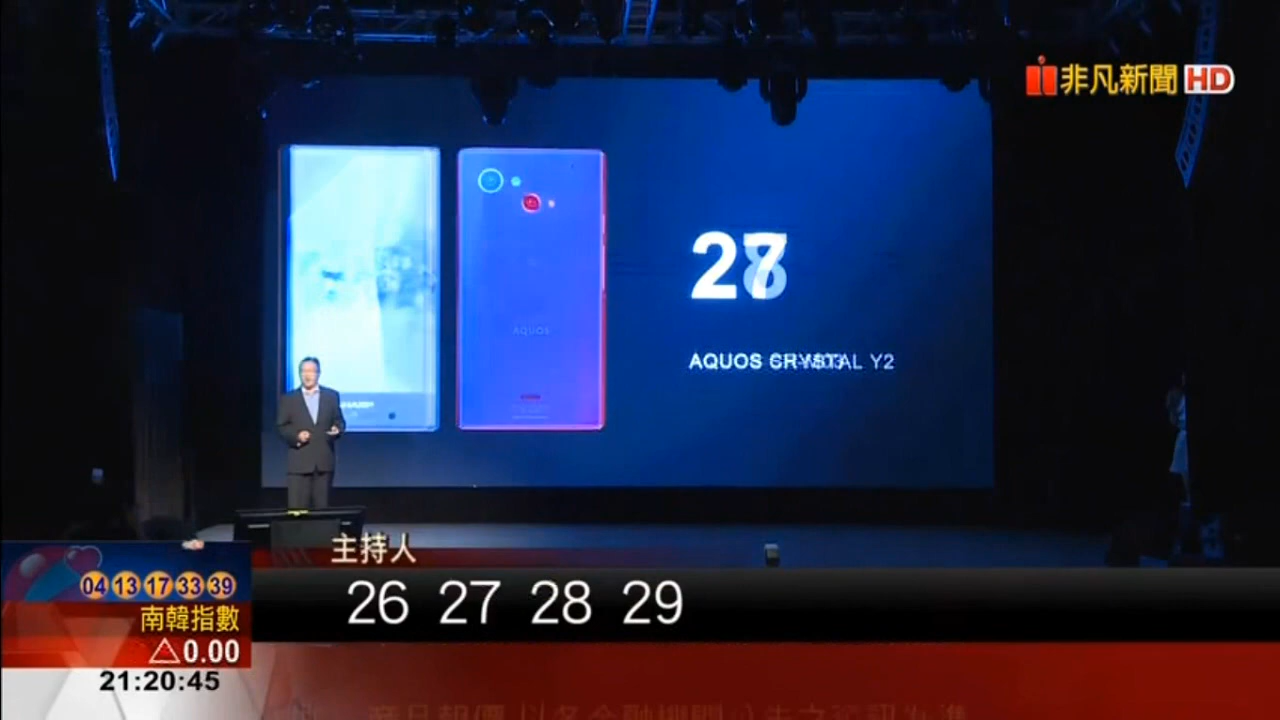 非凡新聞 HD
27
AQUOS CRYSTAL Y2
AQUOS
SHARP
主持人
26 27 28 29
04 13 17 33 39
南韓指數
△0.00
21:20:45